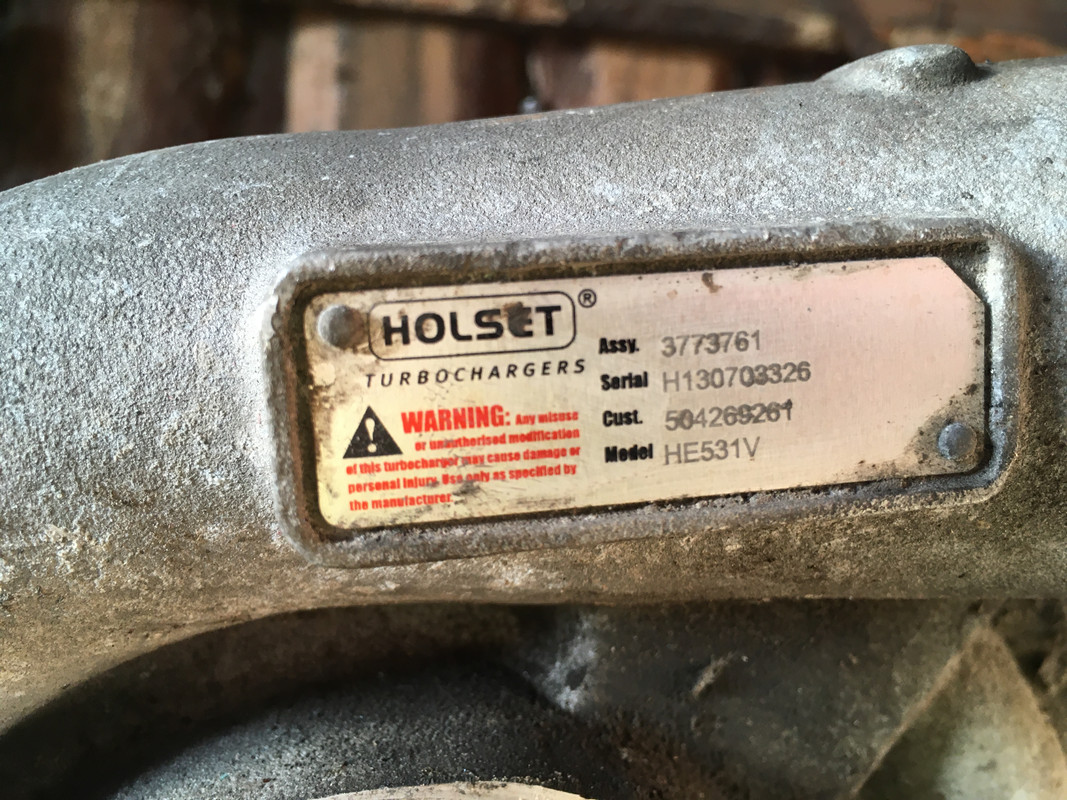 HOLSET®
TURBOCHARGERS
WARNING: Any misuse
or unauthorised modification
of this turbocharger may cause damage or
personal injury. Use only as specified by
the manufacturer.
Assy. 3773761
Serial H130703326
Cust. 504269261
Model HE531V